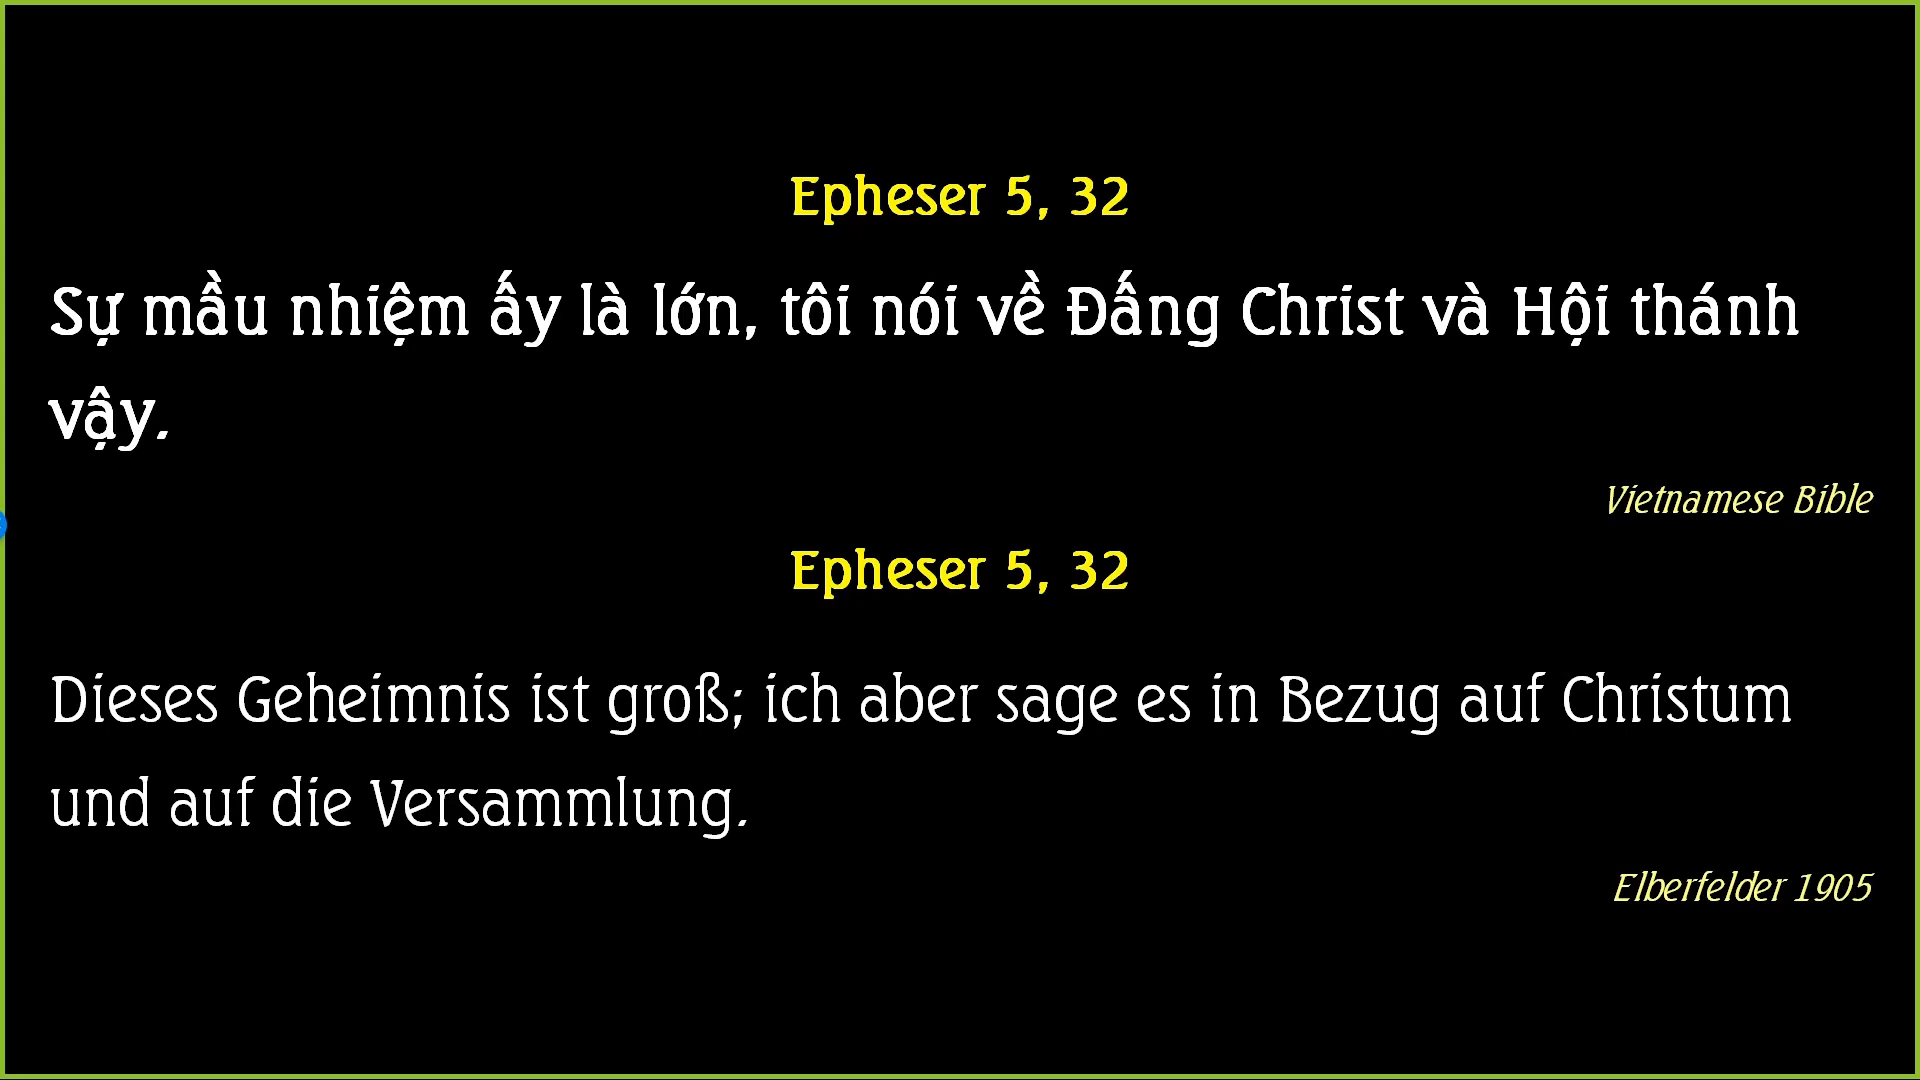 Epheser 5, 32
Sự mầu nhiệm ấy là lớn, tôi nói về Đấng Christ và Hội thánh
vậy.
Vietnamese Bible
Epheser 5, 32
Dieses Geheimnis ist groß; ich aber sage es in Bezug auf Christum
und auf die Versammlung.
Elberfelder 1905